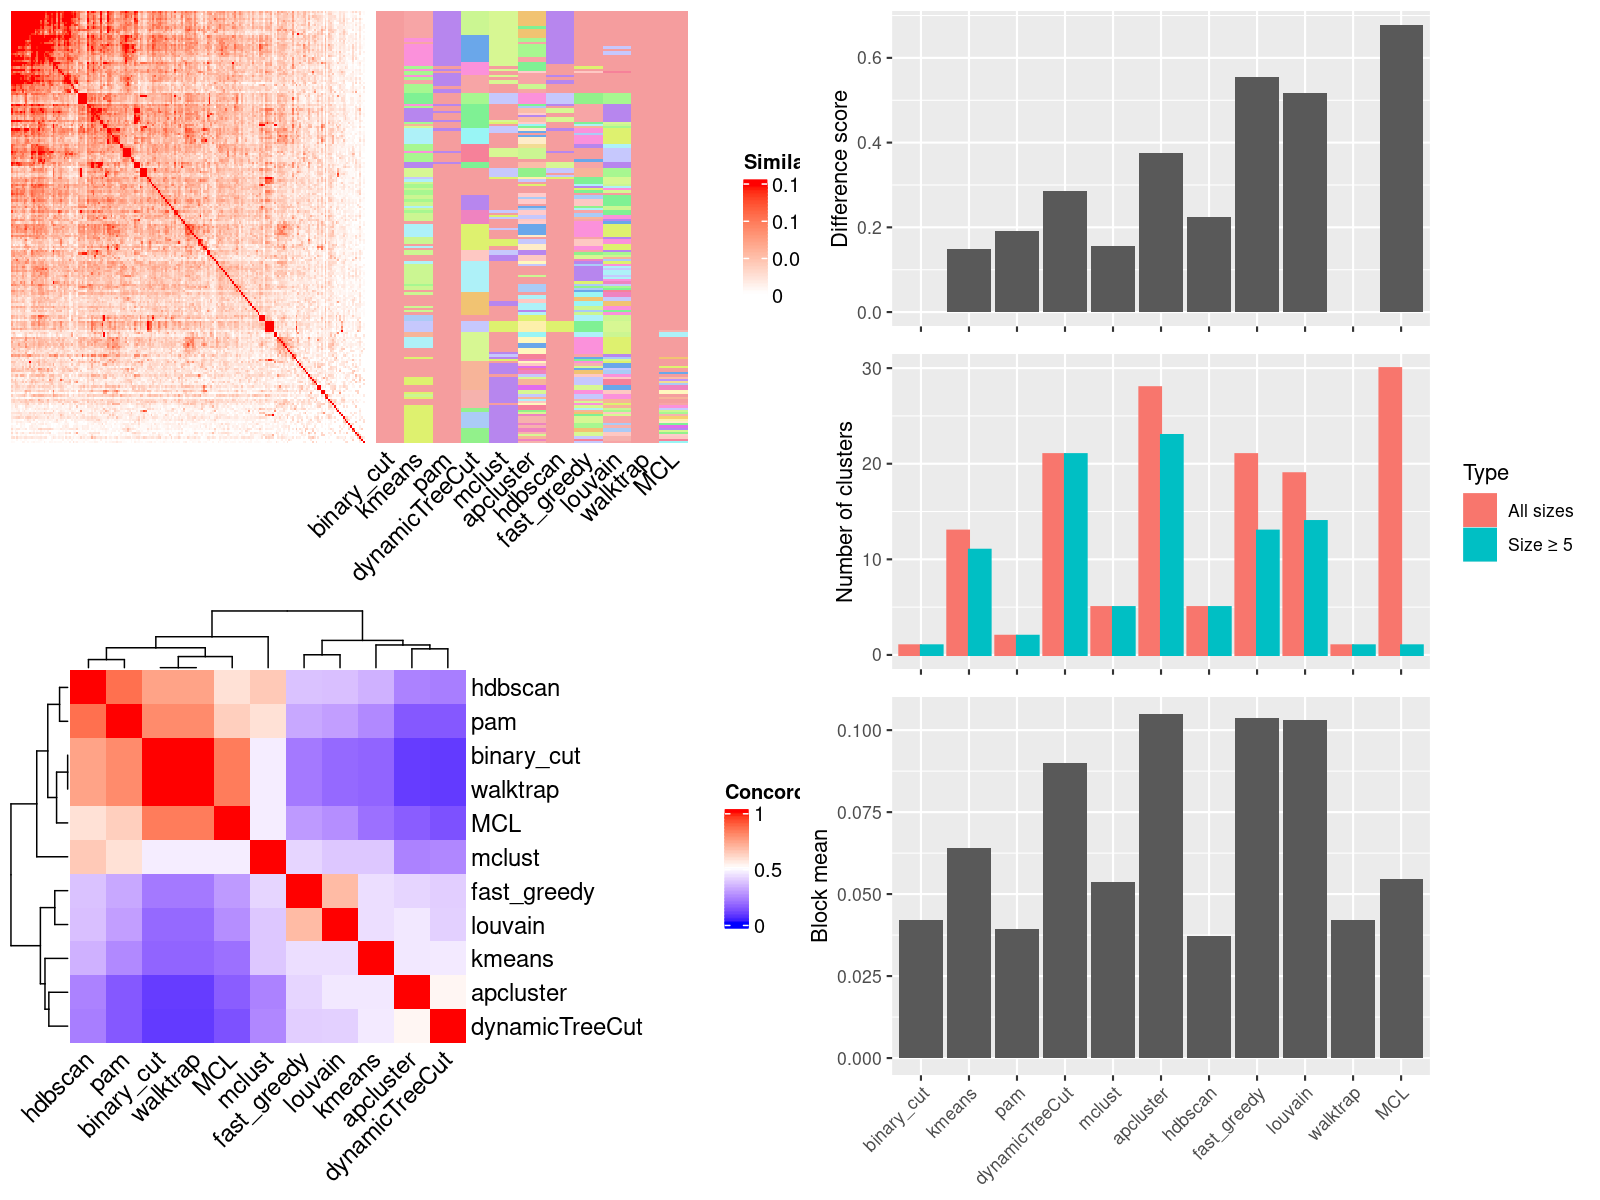 Simila
0.1
0.1
0.0
0
binary_cut
kmeans
pam
dynamicTreeCut
mclust
apcluster
hdbscan
fast_greedy
louvain
walktrap
MCL
hdbscan
pam
binary_cut
walktrap
MCL
mclust
fast_greedy
louvain
kmeans
apcluster
dynamicTreeCut
hdbscan
pam
binary_cut
walktrap
MCL
mclust
fast_greedy
louvain
kmeans
apcluster
dynamicTreeCut
Concord
1
0.5
0
Difference score
0.6
0.4
0.2
0.0
Number of clusters
30
20
10
0
Type
All sizes
Size ≥ 5
Block mean
0.100
0.075
0.050
0.025
0.000
binary_cut
kmeans
pam
dynamicTreeCut
mclust
apcluster
hdbscan
fast_greedy
louvain
walktrap
MCL